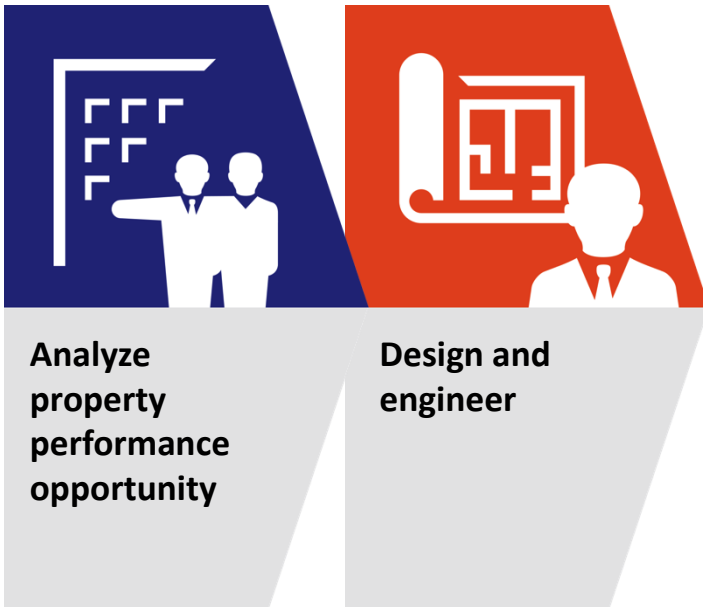 Analyze
property
performance
opportunity
Design and
engineer